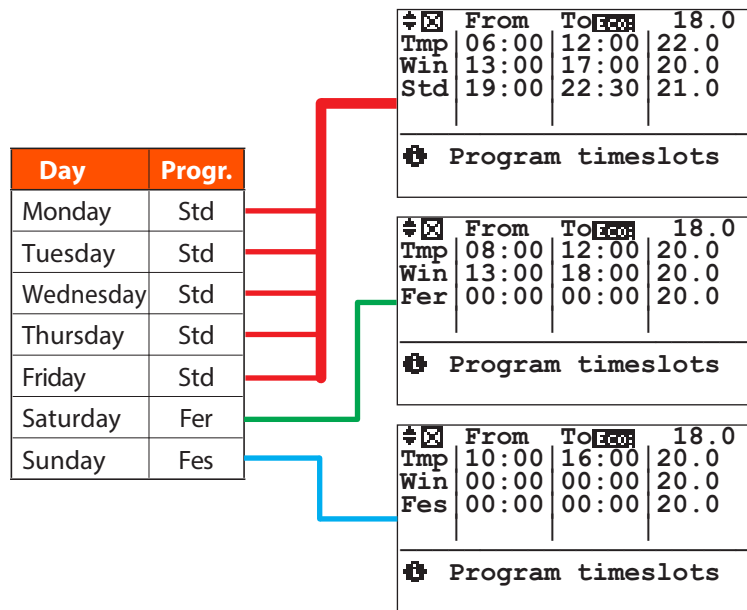 Day Progr.
Monday Std
Tuesday Std
Wednesday Std
Thursday Std
Friday Std
Saturday Fer
Sunday Fes
From To Eco: 18.0
Tmp 06:00 12:00 22.0
Win 13:00 17:00 20.0
Std 19:00 22:30 21.0
Program timeslots
From To Eco: 18.0
Tmp 08:00 12:00 20.0
Win 13:00 18:00 20.0
Fer 00:00 00:00 20.0
Program timeslots
From To Eco: 18.0
Tmp 10:00 16:00 20.0
Win 00:00 00:00 20.0
Fes 00:00 00:00 20.0
Program timeslots